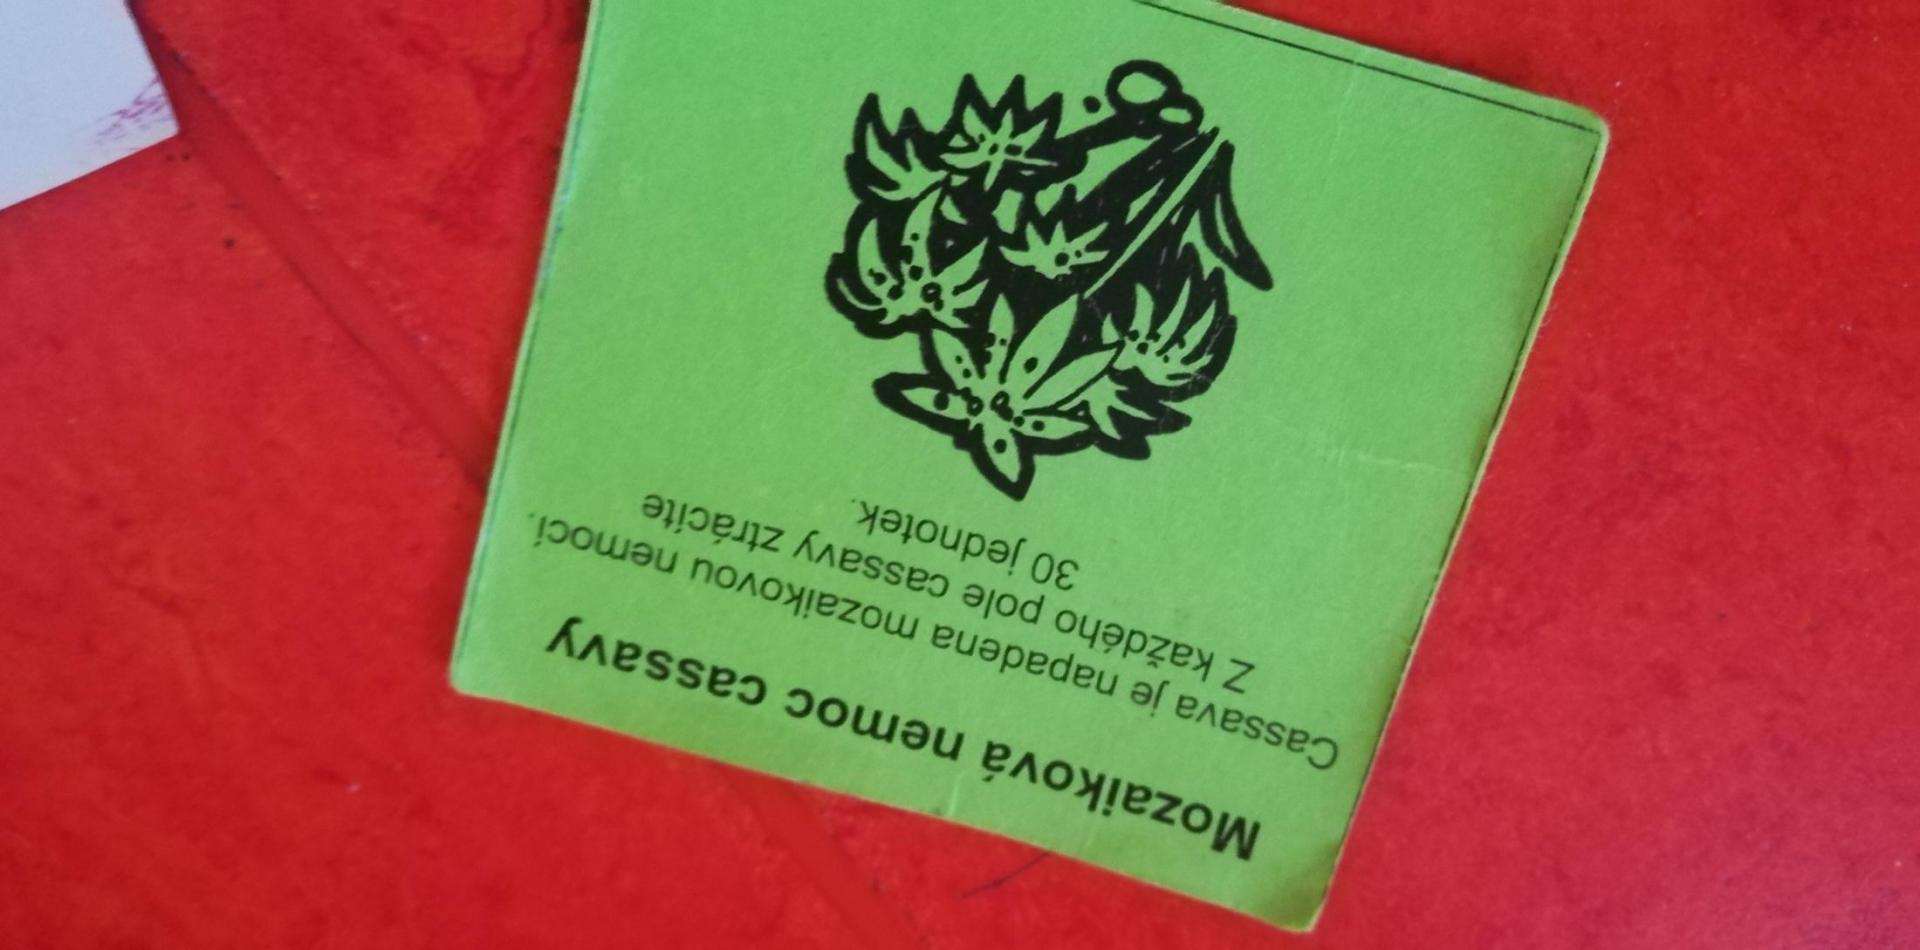 Mozaiková nemoc cassavy
Cassava je napadena mozaikovou nemocí.
Z každého pole cassavy ztrácíte
30 jednotek.